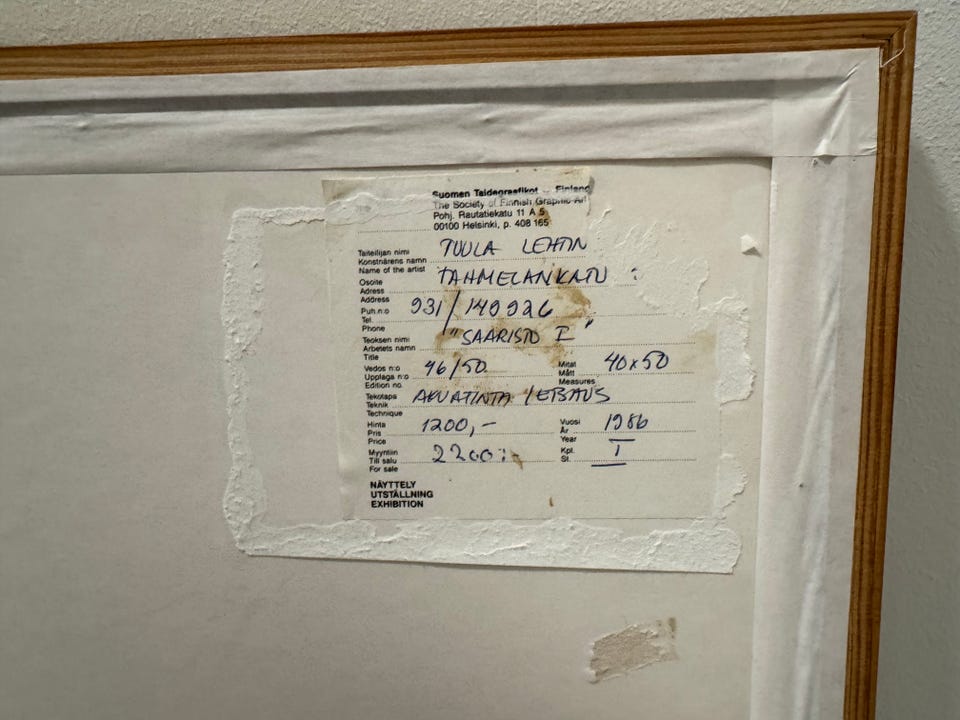 Suomen Taidegraafikot - Finland
The Society of Finnish Graphic Art
Pohj. Rautatiekatu 11 A 5
00100 Helsinki, p. 408 165
Taiteilijan nimi
Konstnärens namn
Name of the artist
TUULA LEHTIN
Osoite
Adress
Address
TAHMELANKATU :
Puh.n:o
Tel.
Phone
931/149926
Teoksen nimi
Arbetets namn
Title
"SAARISTO I"
Vedos n:o
Upplaga n:o
Edition no.
46/50
Mitat
Mått
Measures
40x50
Tekotapa
Teknik
Technique
AKVATINTA / ETSAUS
Hinta
Pris
Price
1200,-
Vuosi
År
Year
1986
Myyntiin
Till salu
For sale
2200:-
Kpl.
St.
I
NÄYTTELY
UTSTÄLLNING
EXHIBITION